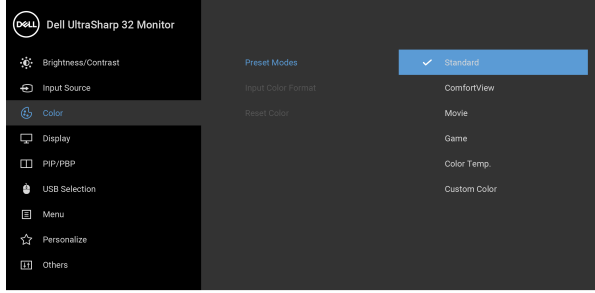 DELL Dell UltraSharp 32 Monitor
Brightness/Contrast
Input Source
Color
Display
PIP/PBP
USB Selection
Menu
Personalize
Others
Preset Modes
Input Color Format
Reset Color
Standard
ComfortView
Movie
Game
Color Temp.
Custom Color